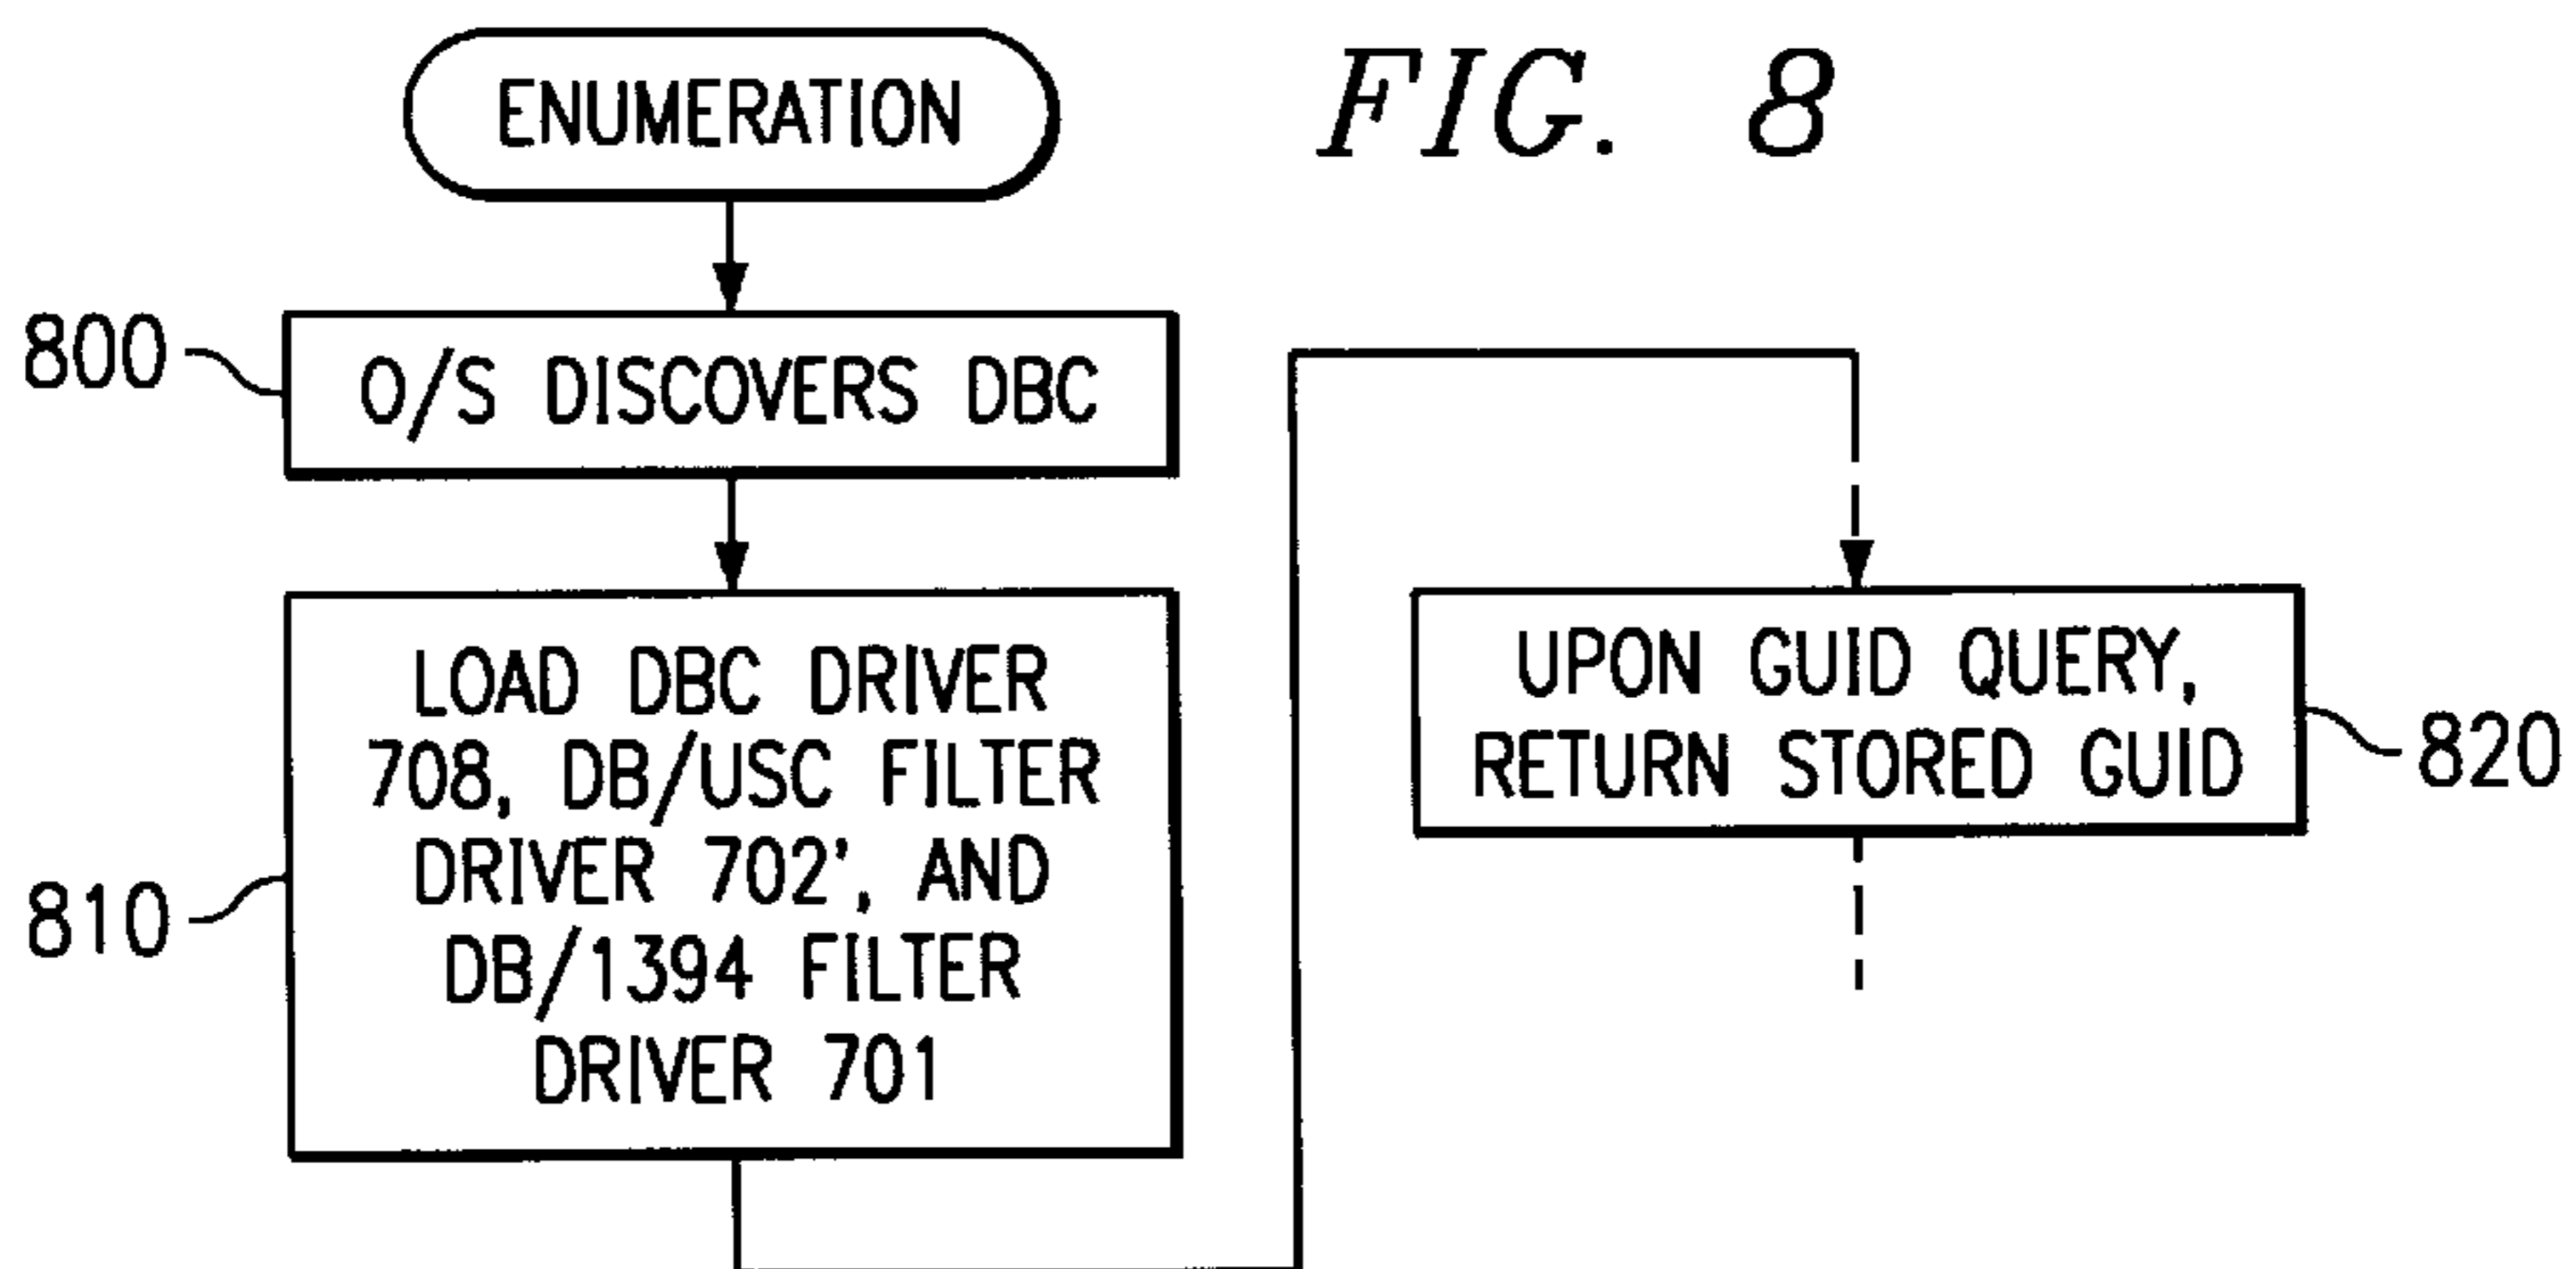 FIG. 8
ENUMERATION
800
O/S DISCOVERS DBC
810
LOAD DBC DRIVER
708, DB/USC FILTER
DRIVER 702', AND
DB/1394 FILTER
DRIVER 701
UPON GUID QUERY,
RETURN STORED GUID
820